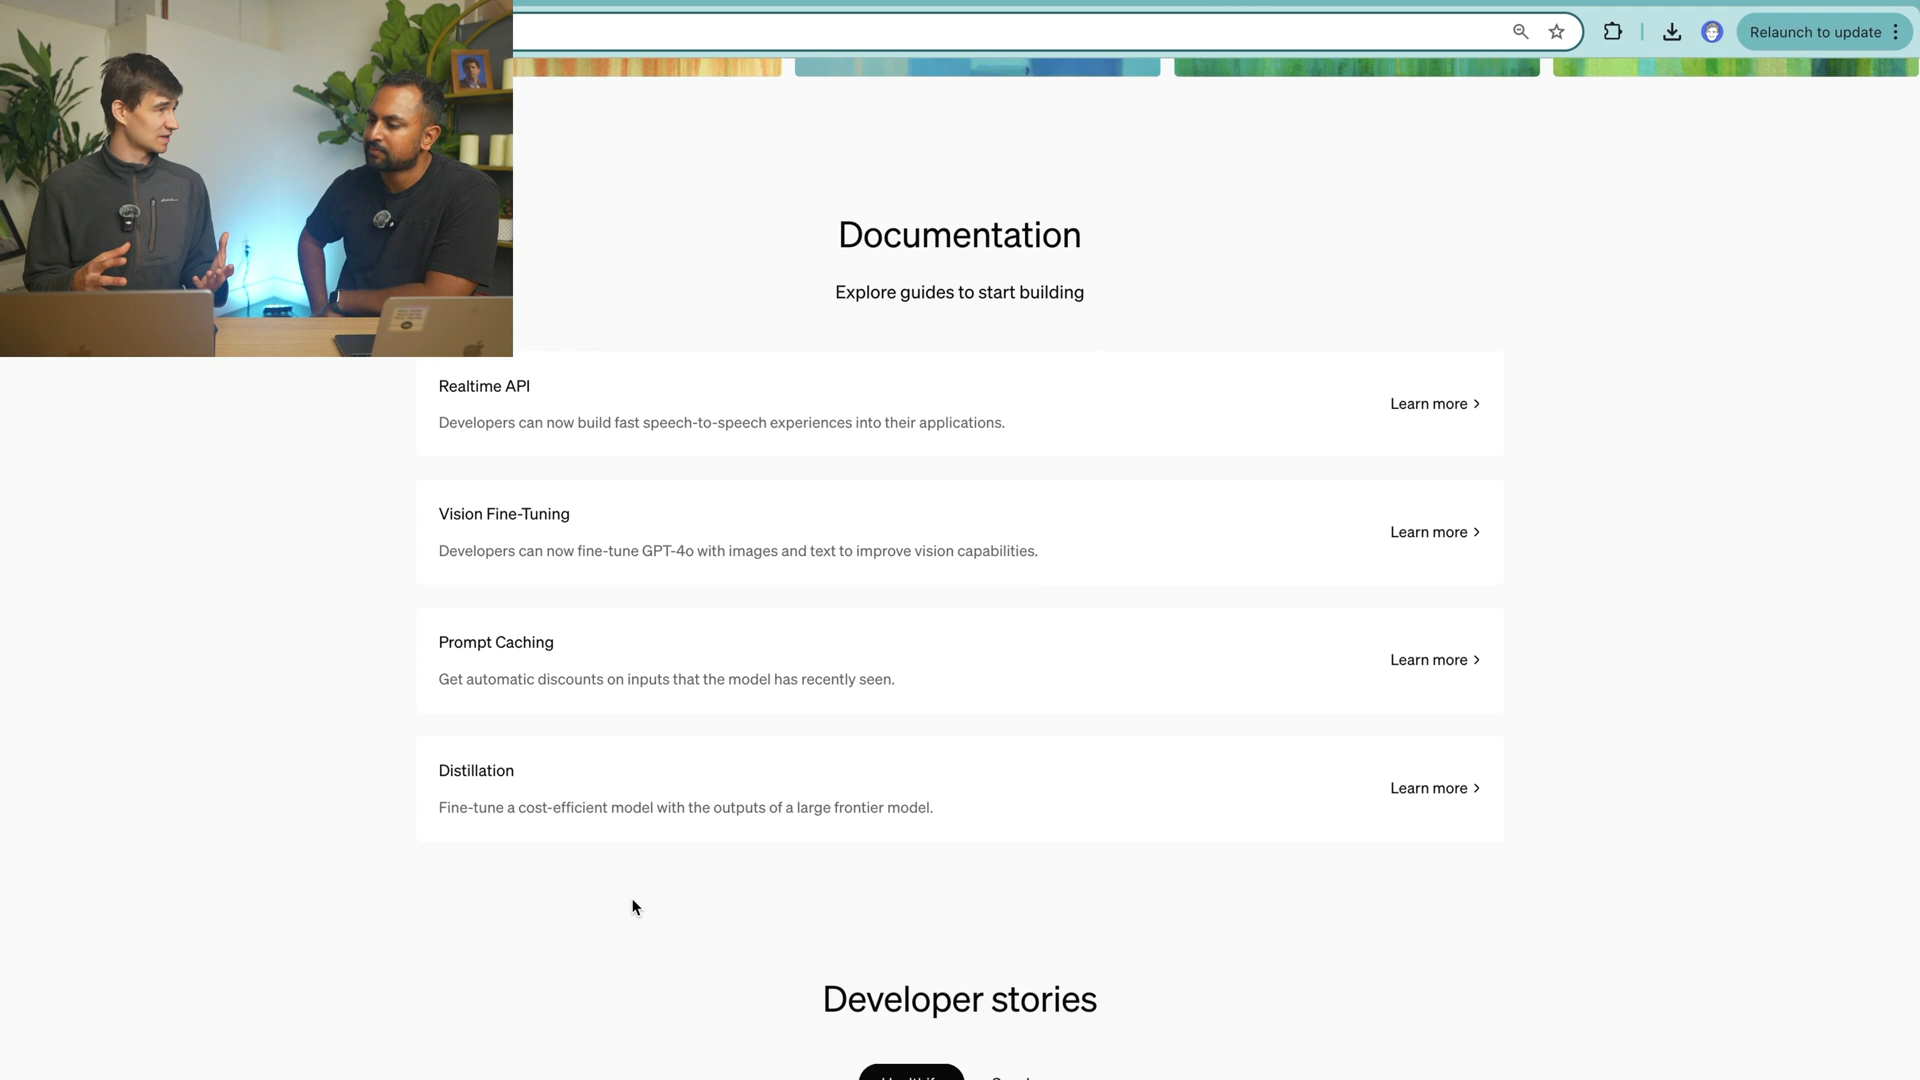 Relaunch to update
Documentation
Explore guides to start building
Realtime API
Developers can now build fast speech-to-speech experiences into their applications.
Learn more
Vision Fine-Tuning
Developers can now fine-tune GPT-4o with images and text to improve vision capabilities.
Learn more
Prompt Caching
Get automatic discounts on inputs that the model has recently seen.
Learn more
Distillation
Fine-tune a cost-efficient model with the outputs of a large frontier model.
Learn more
Developer stories